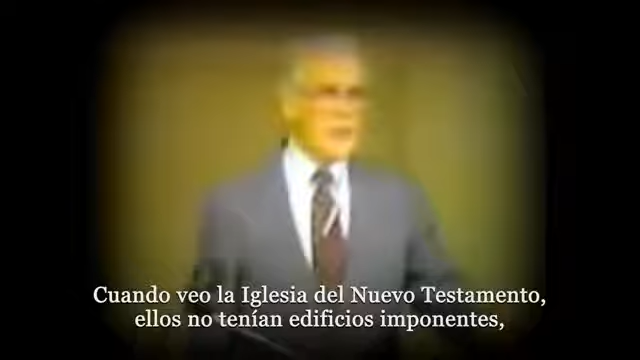 Cuando veo la Iglesia del Nuevo Testamento,
ellos no tenían edificios imponentes,